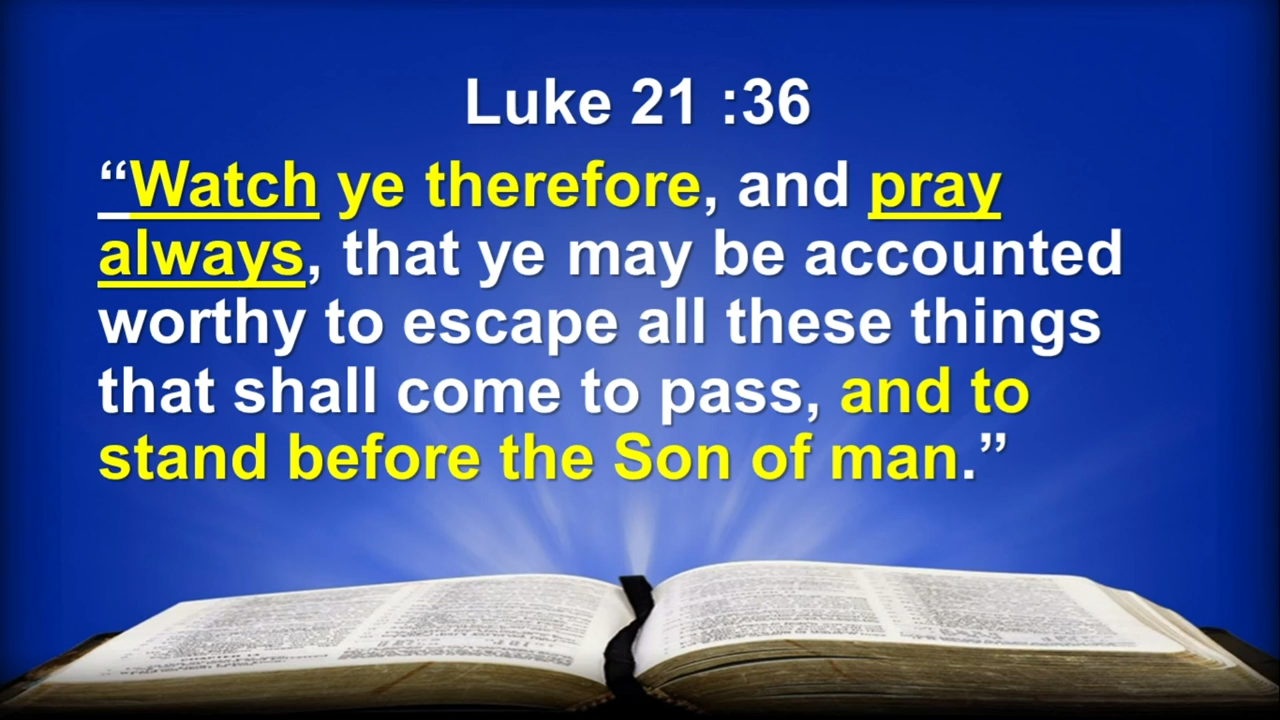 Luke 21 :36
“Watch ye therefore, and pray
always, that ye may be accounted
worthy to escape all these things
that shall come to pass, and to
stand before the Son of man.”